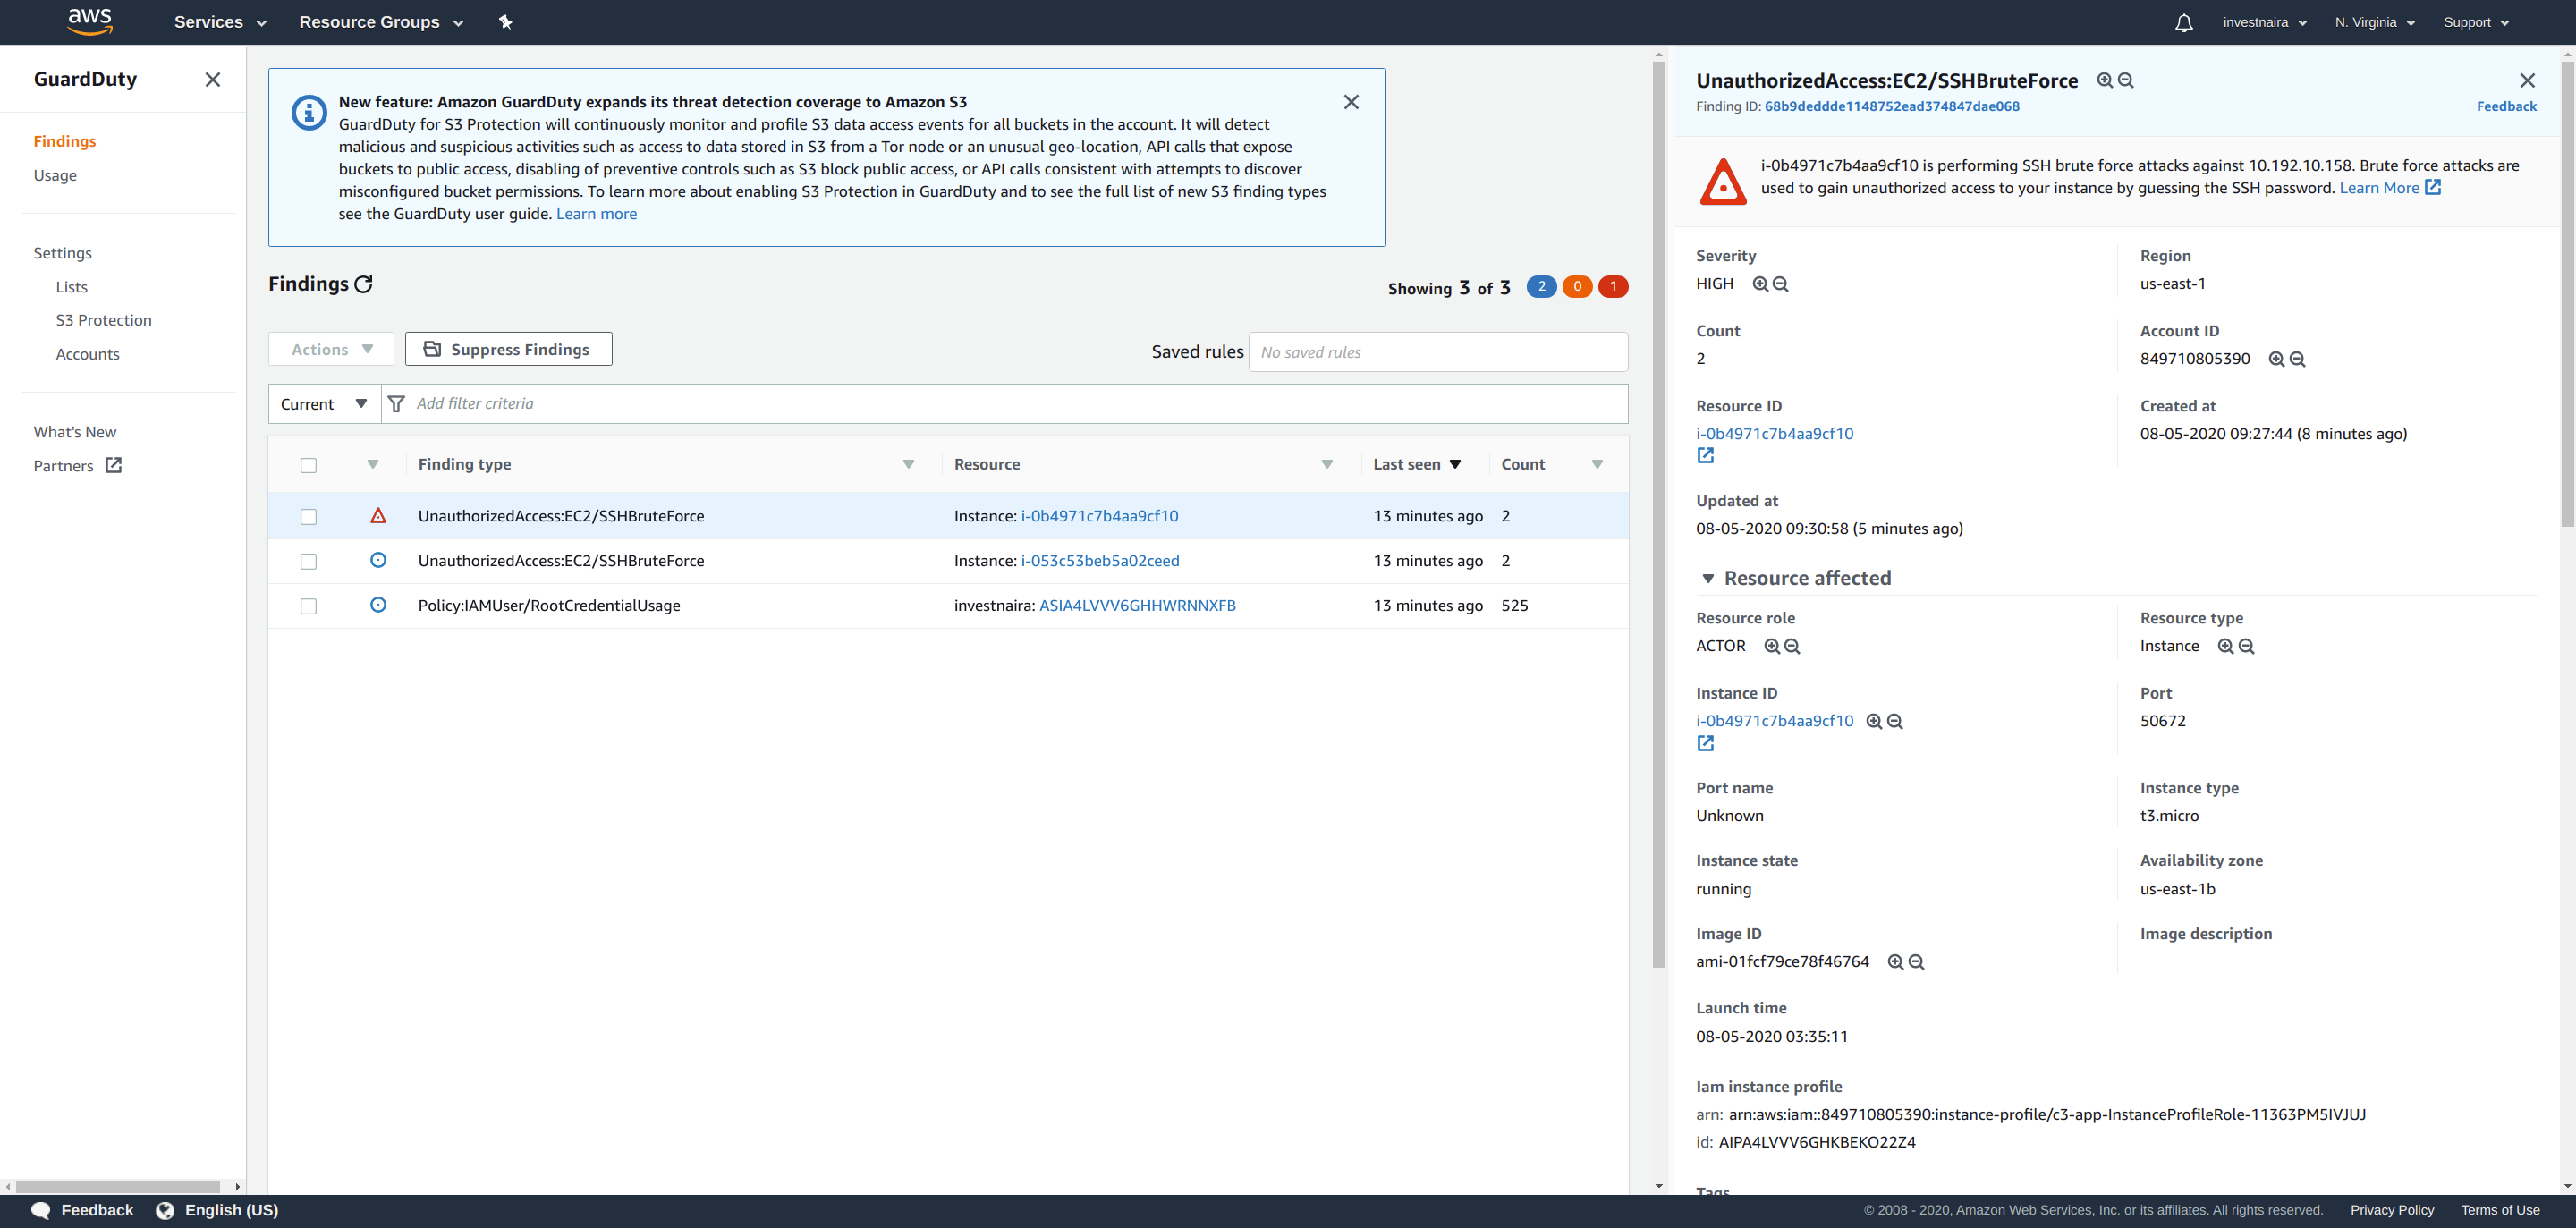 aws
Services
Resource Groups
investnaira
N. Virginia
Support
GuardDuty
Findings
Usage
Settings
Lists
S3 Protection
Accounts
What's New
Partners
New feature: Amazon GuardDuty expands its threat detection coverage to Amazon S3
GuardDuty for S3 Protection will continuously monitor and profile S3 data access events for all buckets in the account. It will detect
malicious and suspicious activities such as access to data stored in S3 from a Tor node or an unusual geo-location, API calls that expose
buckets to public access, disabling of preventive controls such as S3 block public access, or API calls consistent with attempts to discover
misconfigured bucket permissions. To learn more about enabling S3 Protection in GuardDuty and to see the full list of new S3 finding types
see the GuardDuty user guide. Learn more
Findings
Showing 3 of 3 2 0 1
Actions
Suppress Findings
Saved rules
No saved rules
Current
Add filter criteria
Finding type Resource Last seen Count
UnauthorizedAccess:EC2/SSHBruteForce Instance: i-0b4971c7b4aa9cf10 13 minutes ago 2
UnauthorizedAccess:EC2/SSHBruteForce Instance: i-053c53beb5a02ceed 13 minutes ago 2
Policy:IAMUser/RootCredentialUsage investnaira: ASIA4LVVV6GHHWRNNXFB 13 minutes ago 525
UnauthorizedAccess:EC2/SSHBruteForce
Finding ID: 68b9deddde1148752ead374847dae068
Feedback
i-0b4971c7b4aa9cf10 is performing SSH brute force attacks against 10.192.10.158. Brute force attacks are
used to gain unauthorized access to your instance by guessing the SSH password. Learn More
Severity Region
HIGH us-east-1
Count Account ID
2 849710805390
Resource ID Created at
i-0b4971c7b4aa9cf10 08-05-2020 09:27:44 (8 minutes ago)
Updated at
08-05-2020 09:30:58 (5 minutes ago)
Resource affected
Resource role Resource type
ACTOR Instance
Instance ID Port
i-0b4971c7b4aa9cf10 50672
Port name Instance type
Unknown t3.micro
Instance state Availability zone
running us-east-1b
Image ID Image description
ami-01fcf79ce78f46764
Launch time
08-05-2020 03:35:11
Iam instance profile
arn: arn:aws:iam::849710805390:instance-profile/c3-app-InstanceProfileRole-11363PM5IVJUJ
id: AIPA4LVVV6GHKBEKO22Z4
Tags
Feedback
English (US)
© 2008 - 2020, Amazon Web Services, Inc. or its affiliates. All rights reserved.
Privacy Policy
Terms of Use